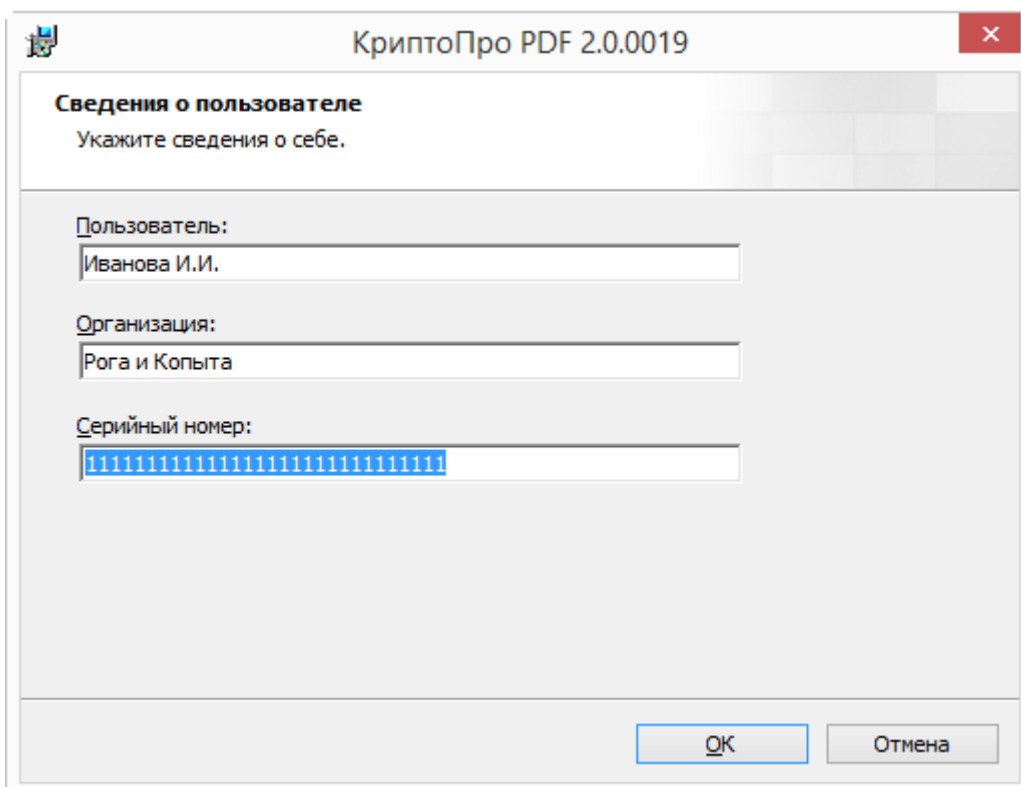 КриптоПро PDF 2.0.0019
Сведения о пользователе
Укажите сведения о себе.
Пользователь:
Иванова И.И.
Организация:
Рога и Копыта
Серийный номер:
111111111111111111111111111111
OK
Отмена